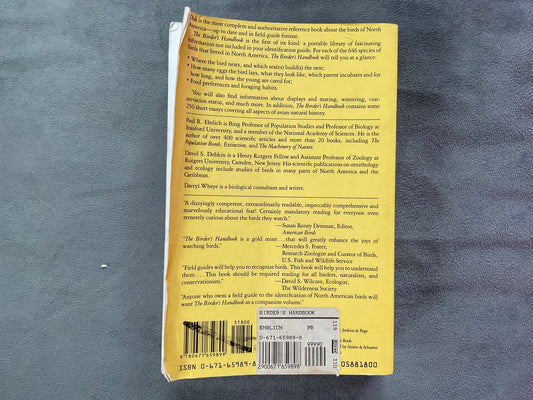 This is the most complete and authoritative reference book about the birds of North
America—up to date and in field-guide format.
The Birder's Handbook is the first of its kind: a portable library of fascinating
information not included in your identification guide. For each of the 646 species of
birds that breed in North America, The Birder's Handbook will tell you at a glance:
• Where the bird nests, and which sex(es) build(s) the nest;
• How many eggs the bird lays, what they look like, which parent incubates and for
how long, and how the young are cared for;
• Food preferences and foraging habits.
You will also find information about displays and mating, wintering, con-
servation status, and much more. In addition, The Birder's Handbook contains some
250 short essays covering all aspects of avian natural history.
Paul R. Ehrlich is Bing Professor of Population Studies and Professor of Biology at
Stanford University, and a member of the National Academy of Sciences. He is the
author of over 400 scientific articles and more than 20 books, including The
Population Bomb, Extinction, and The Machinery of Nature.
David S. Dobkin is a Henry Rutgers Fellow and Assistant Professor of Zoology at
Rutgers University, Camden, New Jersey. His scientific publications on ornithology
and ecology include studies of birds in many parts of North America and the
Caribbean.
Darryl Wheye is a biological consultant and writer.
"A dizzyingly competent, extraordinarily readable, impeccably comprehensive and
marvelously educational feat! Certainly mandatory reading for everyone even
remotely curious about the birds they watch."
—Susan Roney Drennan, Editor,
American Birds
"The Birder's Handbook is a gold mine...that will greatly enhance the joys of
watching birds."
—Mercedes S. Foster,
Research Zoologist and Curator of Birds,
U.S. Fish and Wildlife Service
"Field guides will help you to recognize birds. This book will help you to understand
them.... This book should be required reading for all birders, naturalists, and
conservationists."
—David S. Wilcove, Ecologist,
The Wilderness Society
"Anyone who owns a field guide to the identification of North American birds will
want The Birder's Handbook as a companion volume."
51800
BIRDER'S HANDBOOK
EHRLICH PB
0-671-65989-8
99990
2900671659898
119
110
Jenkins & Page
Book
by Simon & Schuster
9 780671 659899
ISBN 0-671-65989-8
05881800